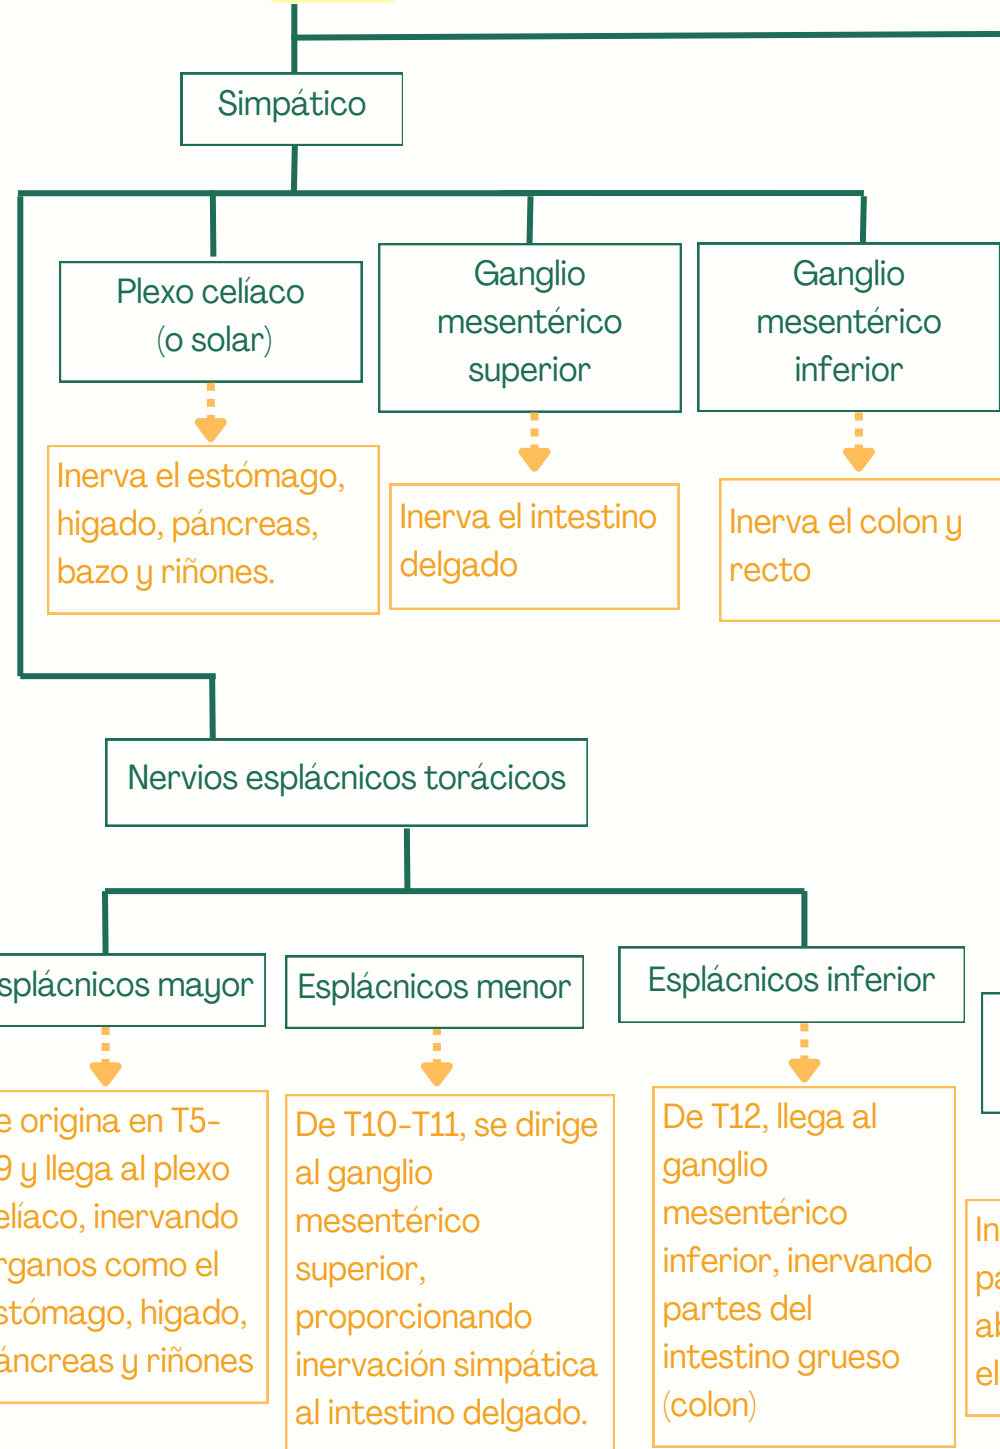 Simpático
Plexo celíaco
(o solar)
Ganglio
mesentérico
superior
Ganglio
mesentérico
inferior
Inerva el estómago,
higado, páncreas,
bazo y riñones.
Inerva el intestino
delgado
Inerva el colon y
recto
Nervios esplácnicos torácicos
splácnicos mayor
Esplácnicos menor
Esplácnicos inferior
e origina en T5-
9 y llega al plexo
elíaco, inervando
rganos como el
stómago, higado,
áncreas y riñones
De T10-T11, se dirige
al ganglio
mesentérico
superior,
proporcionando
inervación simpática
al intestino delgado.
De T12, llega al
ganglio
mesentérico
inferior, inervando
partes del
intestino grueso
(colon)
In
pa
ab
el